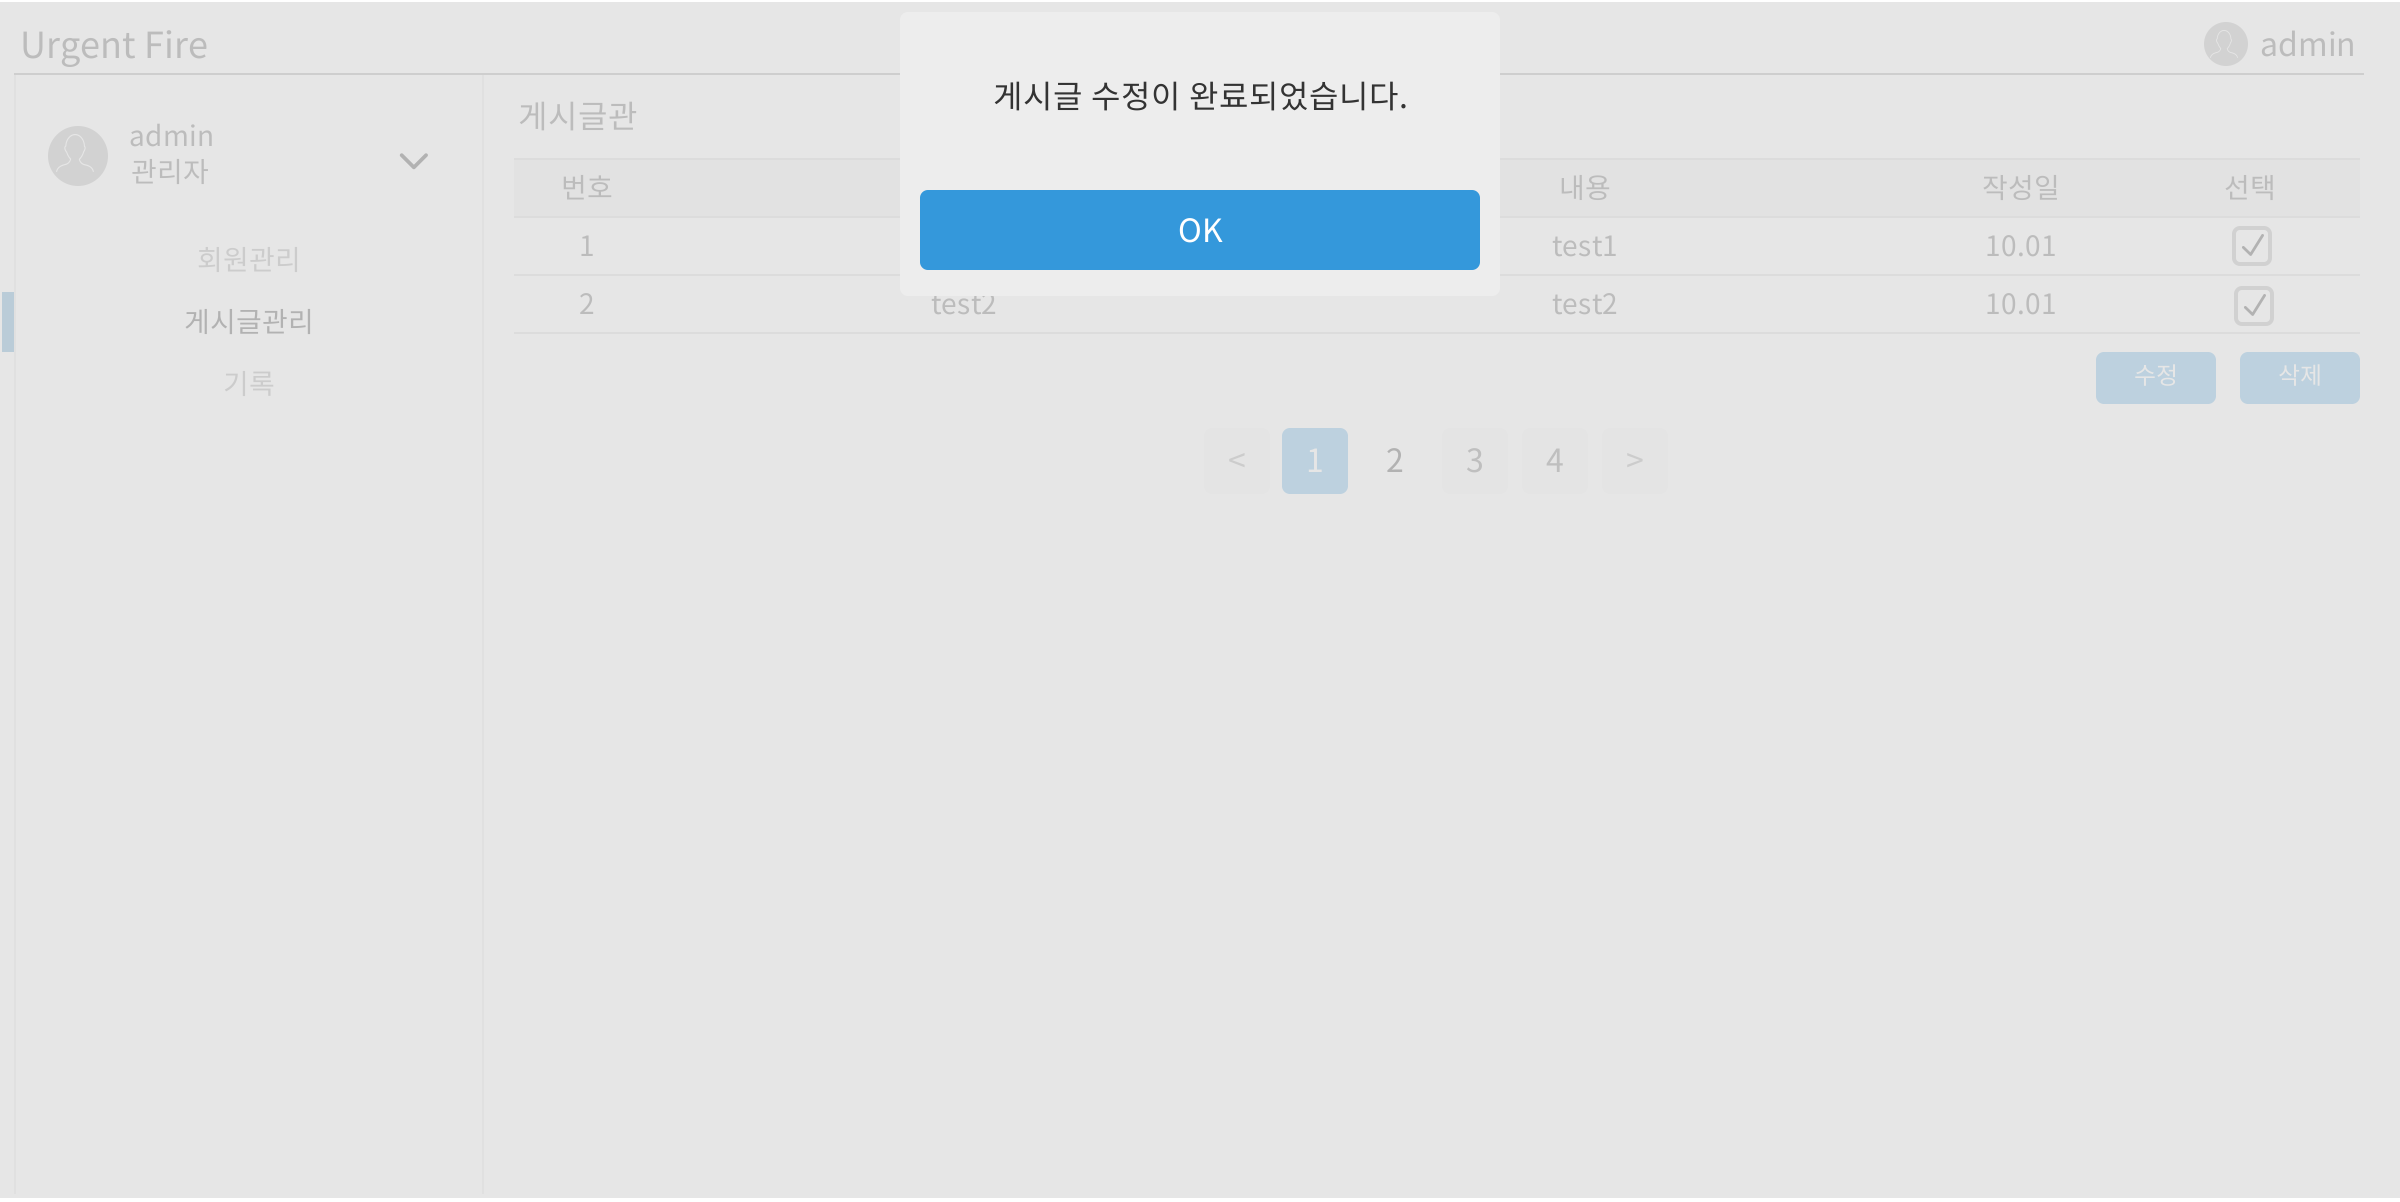 Urgent Fire
admin
게시글 수정이 완료되었습니다.
OK
admin
관리자
회원관리
게시글관리
기록
게시글관
번호 내용 작성일 선택
1 test1 10.01
2 test2 test2 10.01
수정 삭제
< 1 2 3 4 >